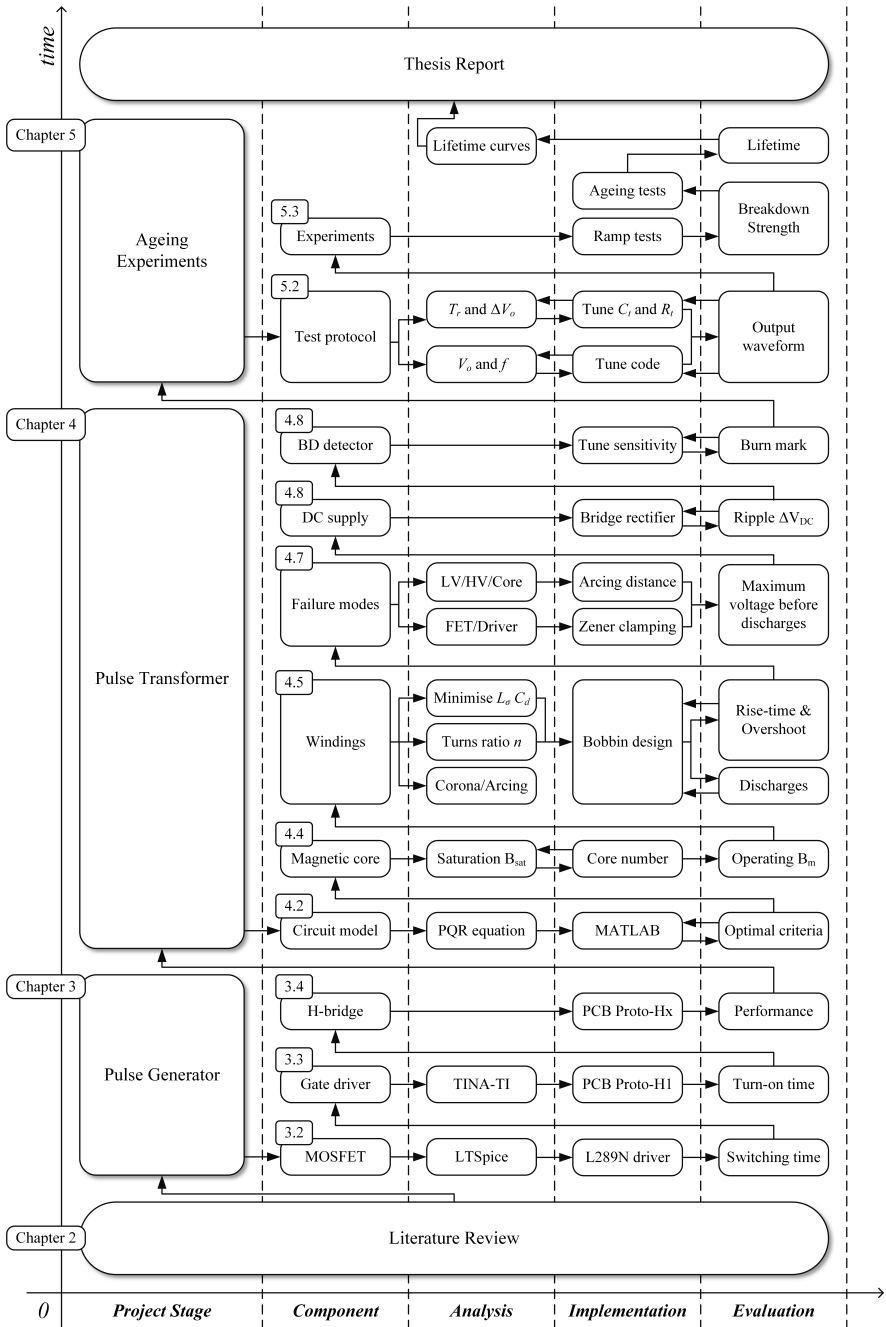 time
Thesis Report
Chapter 5
Lifetime curves
Lifetime
Ageing tests
Breakdown
Strength
5.3
Experiments
Ramp tests
Ageing
Experiments
5.2
Test protocol
Tr and ΔVo
Tune Ct and Rt
Output
waveform
Vo and f
Tune code
Chapter 4
4.8
BD detector
Tune sensitivity
Burn mark
4.8
DC supply
Bridge rectifier
Ripple ΔVDC
4.7
Failure modes
LV/HV/Core
Arcing distance
Maximum
voltage before
discharges
FET/Driver
Zener clamping
Pulse Transformer
4.5
Windings
Minimise Lσ Cd
Turns ratio n
Corona/Arcing
Bobbin design
Rise-time &
Overshoot
Discharges
4.4
Magnetic core
Saturation Bsat
Core number
Operating Bm
4.2
Circuit model
PQR equation
MATLAB
Optimal criteria
Chapter 3
3.4
H-bridge
PCB Proto-Hx
Performance
Pulse Generator
3.3
Gate driver
TINA-TI
PCB Proto-H1
Turn-on time
3.2
MOSFET
LTSpice
L289N driver
Switching time
Chapter 2
Literature Review
0
Project Stage
Component
Analysis
Implementation
Evaluation